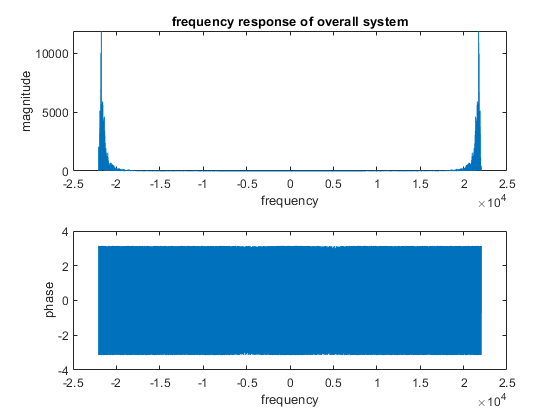 frequency response of overall system
magnitude
10000
5000
0
-2.5 -2 -1.5 -1 -0.5 0 0.5 1 1.5 2 2.5
frequency
×10^4
phase
4
2
0
-2
-4
-2.5 -2 -1.5 -1 -0.5 0 0.5 1 1.5 2 2.5
frequency
×10^4